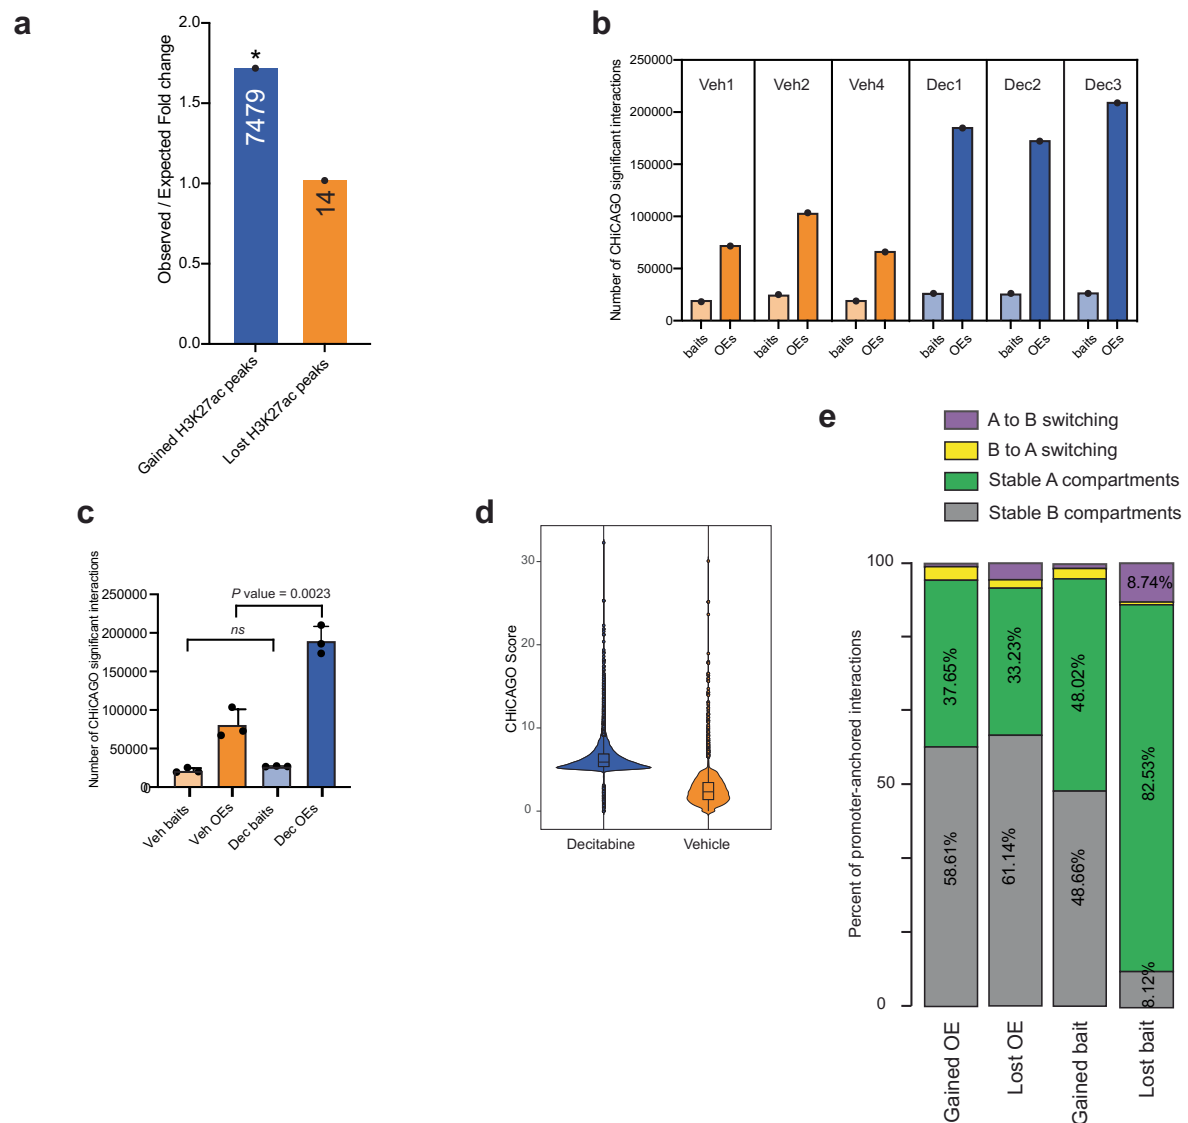 a
Observed / Expected Fold change
2.0
1.5
1.0
0.5
0.0
*
7479
14
Gained H3K27ac peaks
Lost H3K27ac peaks
b
Number of CHiCAGO significant interactions
250000
200000
150000
100000
50000
0
Veh1
Veh2
Veh4
Dec1
Dec2
Dec3
baits
OEs
baits
OEs
baits
OEs
baits
OEs
baits
OEs
baits
OEs
c
Number of CHiCAGO significant interactions
250000
200000
150000
100000
50000
0
P value = 0.0023
ns
Veh baits
Veh OEs
Dec baits
Dec OEs
d
CHiCAGO Score
30
20
10
0
Decitabine
Vehicle
e
A to B switching
B to A switching
Stable A compartments
Stable B compartments
Percent of promoter-anchored interactions
100
50
0
37.65%
58.61%
33.23%
61.14%
48.02%
48.66%
8.74%
82.53%
8.12%
Gained OE
Lost OE
Gained bait
Lost bait